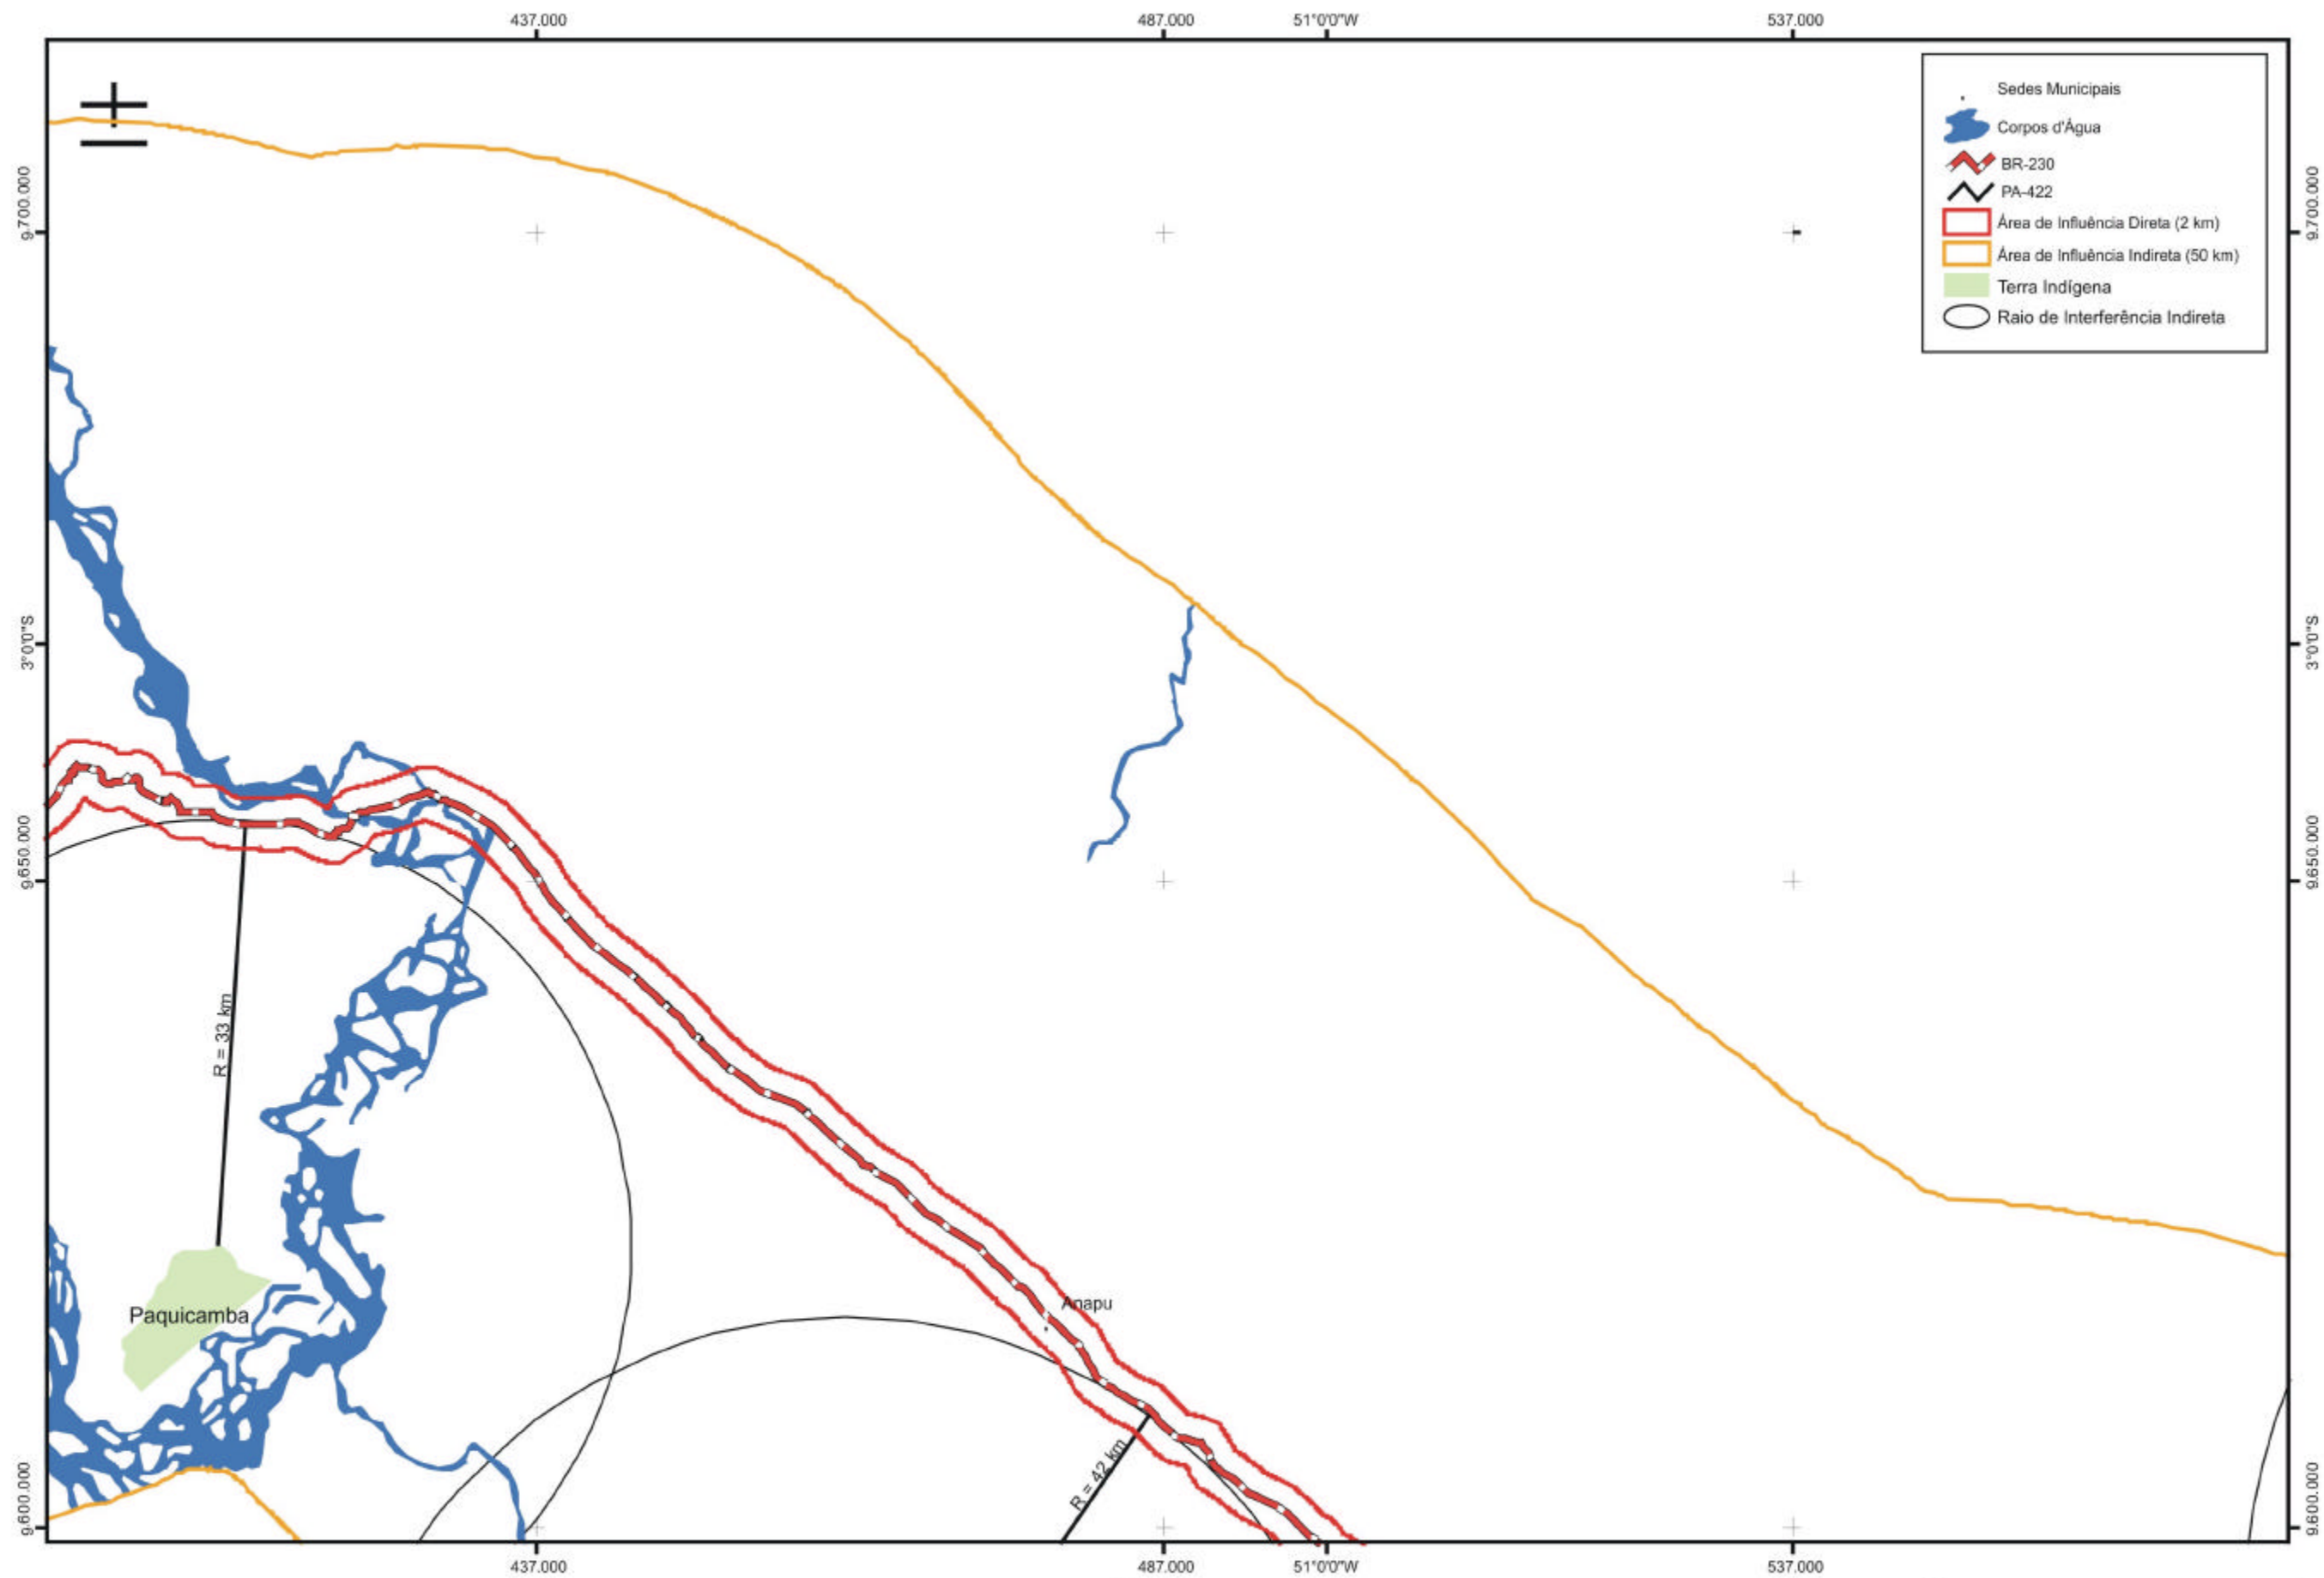 437.000
487.000
51°0'0"W
537.000
Sedes Municipais
Corpos d'Água
BR-230
PA-422
Área de Influência Direta (2 km)
Área de Influência Indireta (50 km)
Terra Indígena
Raio de Interferência Indireta
9.700.000
9.700.000
3°0'0"S
3°0'0"S
9.650.000
9.650.000
R = 33 km
Paquicamba
Anapu
R = 42 km
9.600.000
9.600.000
437.000
487.000
51°0'0"W
537.000